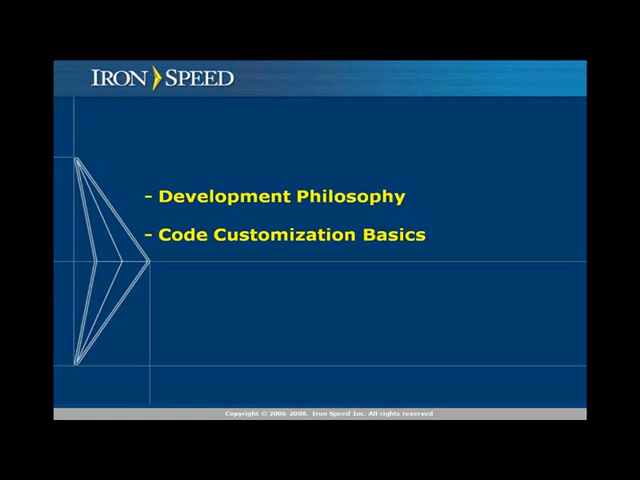 IRON SPEED
- Development Philosophy
- Code Customization Basics
Copyright © 2006-2008. Iron Speed Inc. All rights reserved